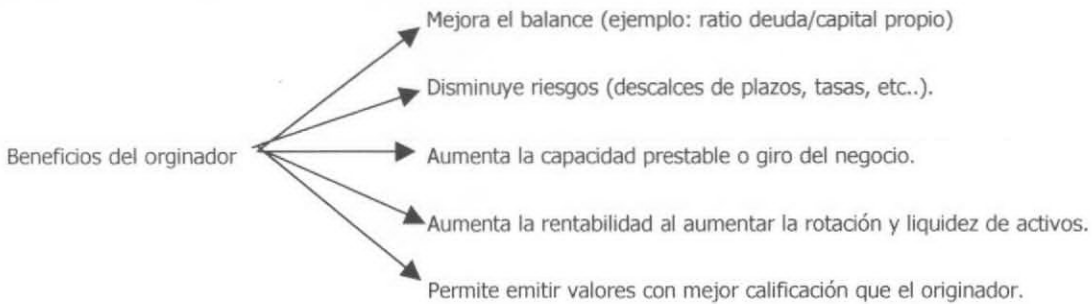 Mejora el balance (ejemplo: ratio deuda/capital propio)
Disminuye riesgos (descalces de plazos, tasas, etc..).
Beneficios del orginador
Aumenta la capacidad prestable o giro del negocio.
Aumenta la rentabilidad al aumentar la rotación y liquidez de activos.
Permite emitir valores con mejor calificación que el originador.